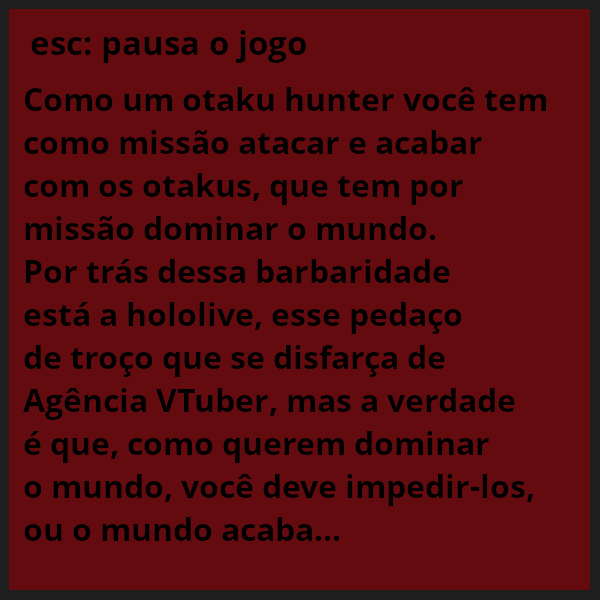 esc: pausa o jogo
Como um otaku hunter você tem
como missão atacar e acabar
com os otakus, que tem por
missão dominar o mundo.
Por trás dessa barbaridade
está a hololive, esse pedaço
de troço que se disfarça de
Agência VTuber, mas a verdade
é que, como querem dominar
o mundo, você deve impedir-los,
ou o mundo acaba...